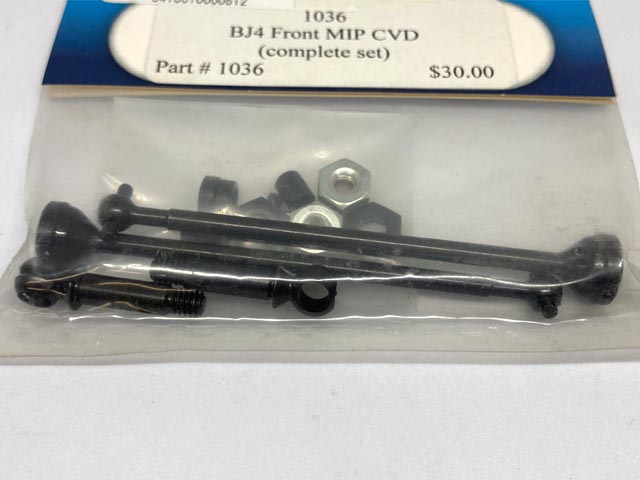 1036
BJ4 Front MIP CVD
(complete set)
Part # 1036 $30.00